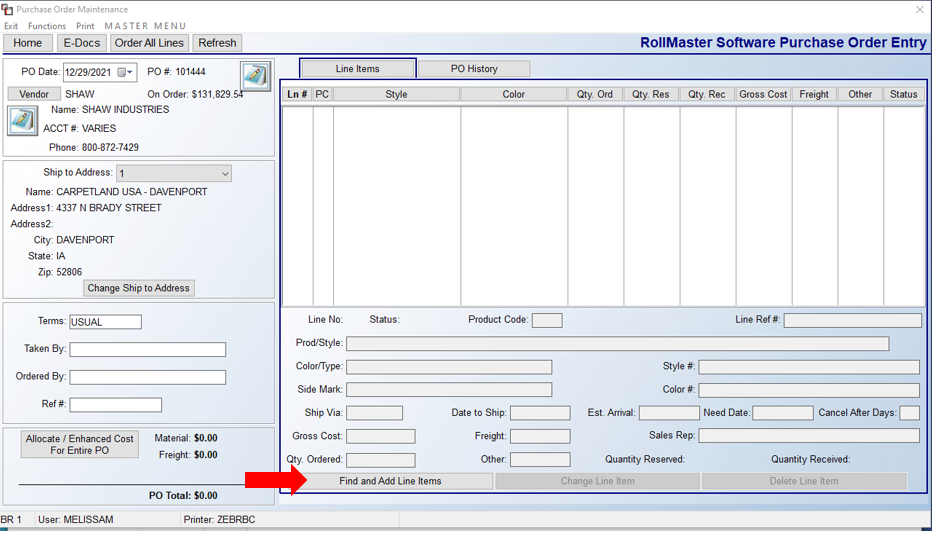 Purchase Order Maintenance
Exit Functions Print MASTER MENU
Home E-Docs Order All Lines Refresh
RollMaster Software Purchase Order Entry
PO Date: 12/29/2021 PO #: 101444
Vendor SHAW On Order: $131,829.54
Name: SHAW INDUSTRIES
ACCT #: VARIES
Phone: 800-872-7429
Ship to Address: 1
Name: CARPETLAND USA - DAVENPORT
Address1: 4337 N BRADY STREET
Address2:
City: DAVENPORT
State: IA
Zip: 52806
Change Ship to Address
Terms: USUAL
Taken By:
Ordered By:
Ref #:
Allocate / Enhanced Cost
For Entire PO
Material: $0.00
Freight: $0.00
PO Total: $0.00
Line Items PO History
Ln # PC Style Color Qty. Ord Qty. Res Qty. Rec Gross Cost Freight Other Status
Line No: Status: Product Code: Line Ref #:
Prod/Style:
Color/Type: Style #:
Side Mark: Color #:
Ship Via: Date to Ship: Est. Arrival: Need Date: Cancel After Days:
Gross Cost: Freight: Sales Rep:
Qty. Ordered: Other: Quantity Reserved: Quantity Received:
Find and Add Line Items Change Line Item Delete Line Item
BR 1 User: MELISSAM Printer: ZEBRBC